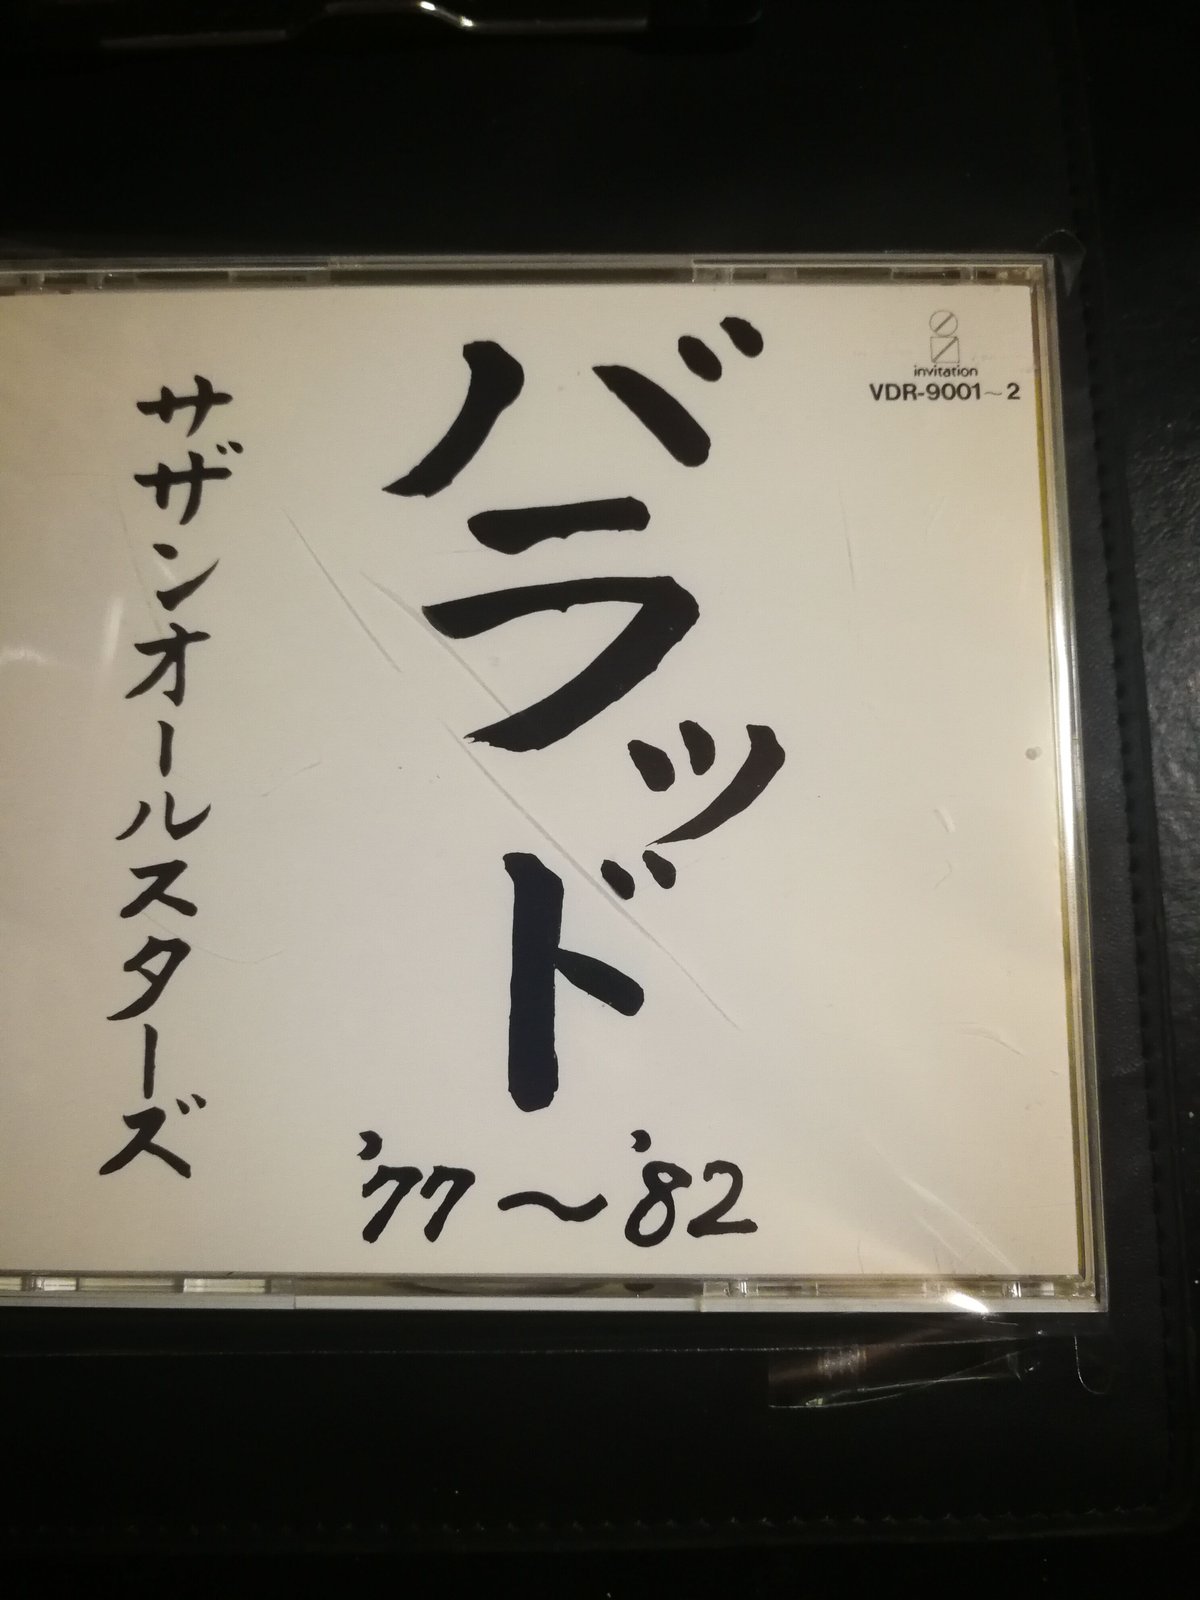 invitation
VDR-9001~2
バラッド
'77~'82
サザンオールスターズ